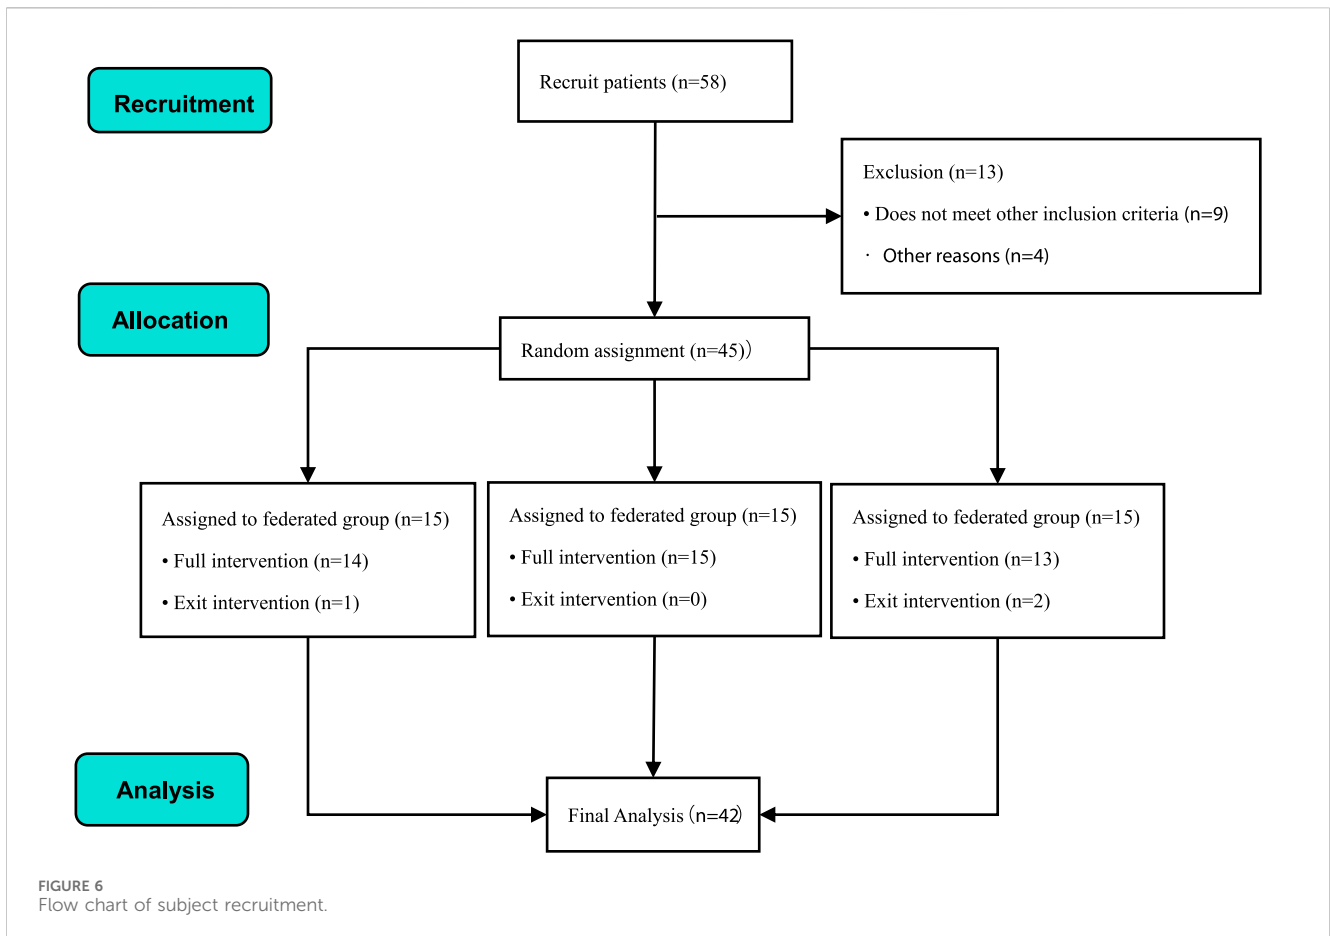 Recruitment
Recruit patients (n=58)
Exclusion (n=13)
• Does not meet other inclusion criteria (n=9)
· Other reasons (n=4)
Allocation
Random assignment (n=45))
Assigned to federated group (n=15)
• Full intervention (n=14)
• Exit intervention (n=1)
Assigned to federated group (n=15)
• Full intervention (n=15)
• Exit intervention (n=0)
Assigned to federated group (n=15)
• Full intervention (n=13)
• Exit intervention (n=2)
Analysis
Final Analysis (n=42)
FIGURE 6
Flow chart of subject recruitment.